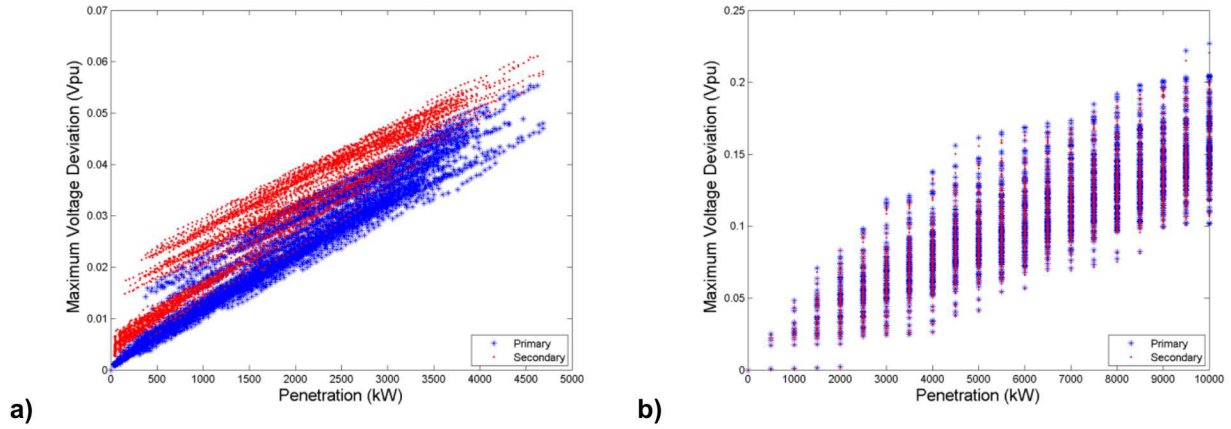 0.07
0.06
0.05
0.04
0.03
0.02
0.01
0
Maximum Voltage Deviation (Vpu)
0 500 1000 1500 2000 2500 3000 3500 4000 4500 5000
Penetration (kW)
Primary
Secondary
a)
0.25
0.2
0.15
0.1
0.05
0
Maximum Voltage Deviation (Vpu)
0 1000 2000 3000 4000 5000 6000 7000 8000 9000 10000
Penetration (kW)
Primary
Secondary
b)